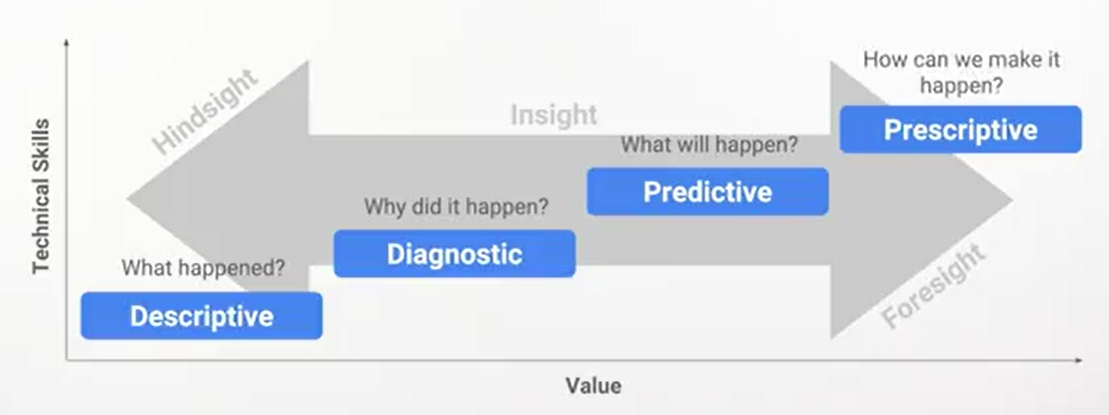 How can we make it
happen?
Prescriptive
Hindsight
Insight
What will happen?
Predictive
Technical Skills
Why did it happen?
Diagnostic
What happened?
Descriptive
Foresight
Value